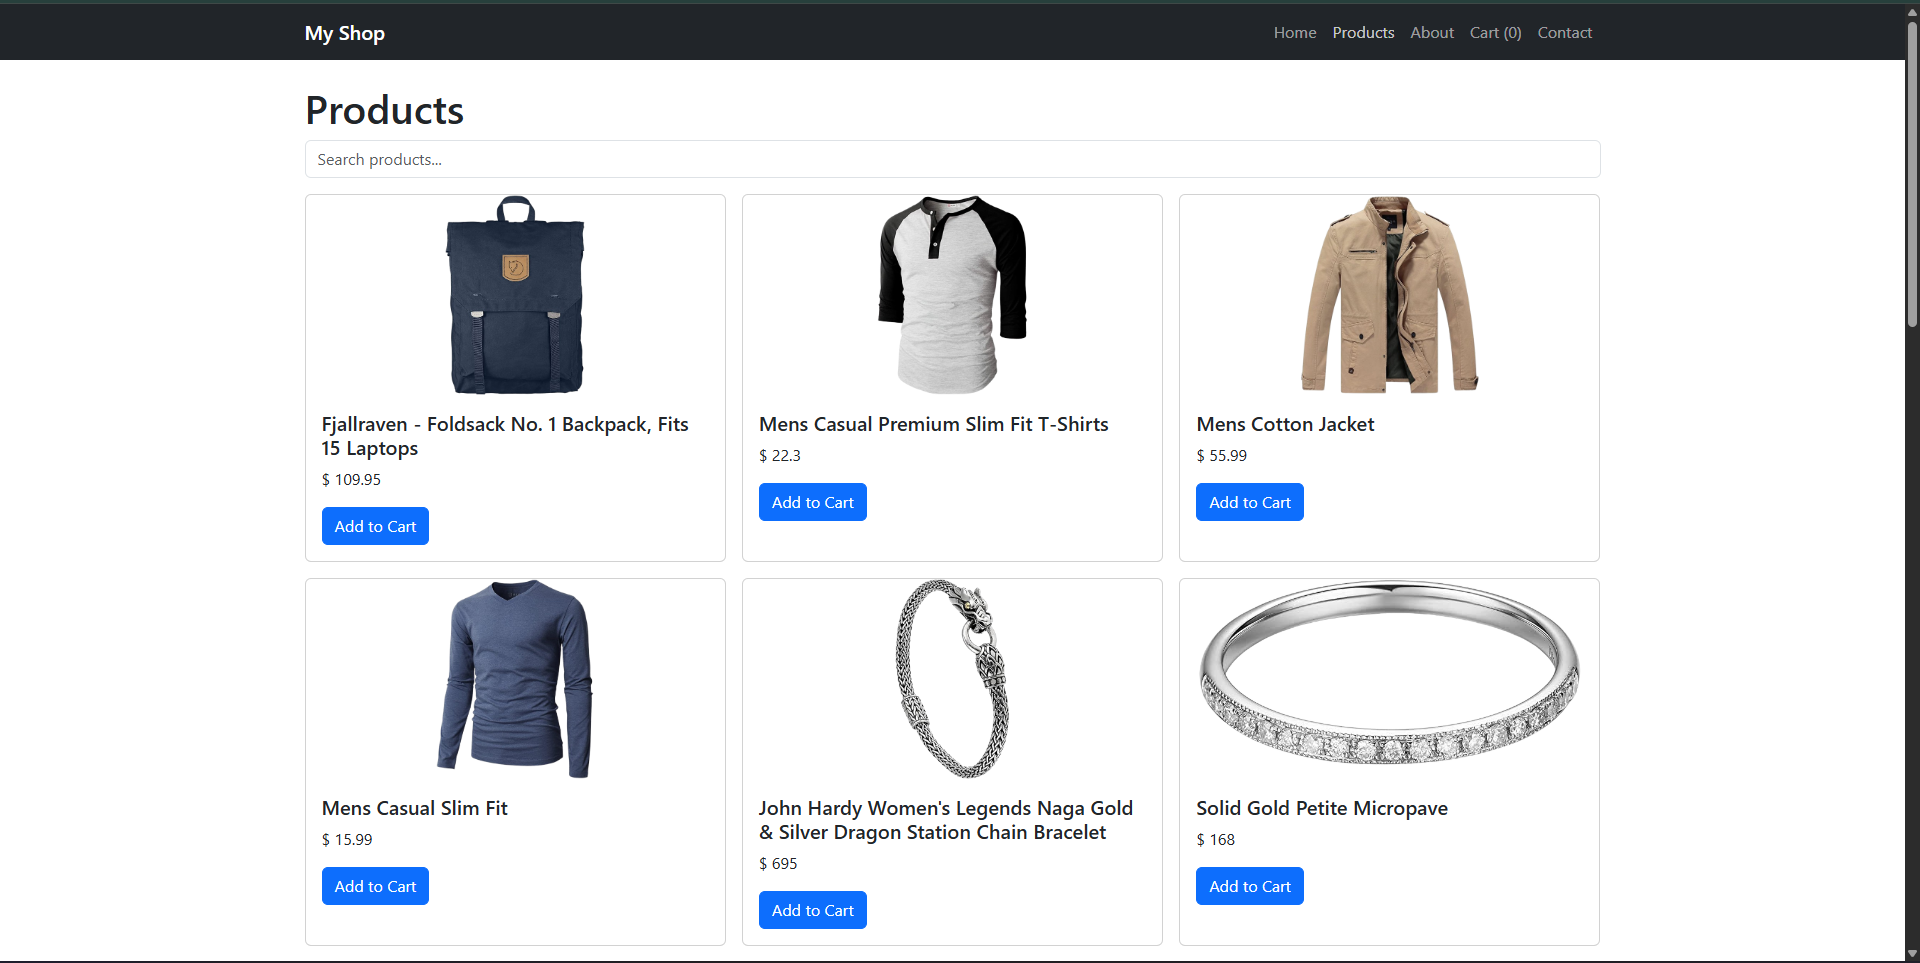 My Shop
Home Products About Cart (0) Contact
Products
Search products...
Fjallraven - Foldsack No. 1 Backpack, Fits
15 Laptops
$ 109.95
Add to Cart
Mens Casual Premium Slim Fit T-Shirts
$ 22.3
Add to Cart
Mens Cotton Jacket
$ 55.99
Add to Cart
Mens Casual Slim Fit
$ 15.99
Add to Cart
John Hardy Women's Legends Naga Gold
& Silver Dragon Station Chain Bracelet
$ 695
Add to Cart
Solid Gold Petite Micropave
$ 168
Add to Cart